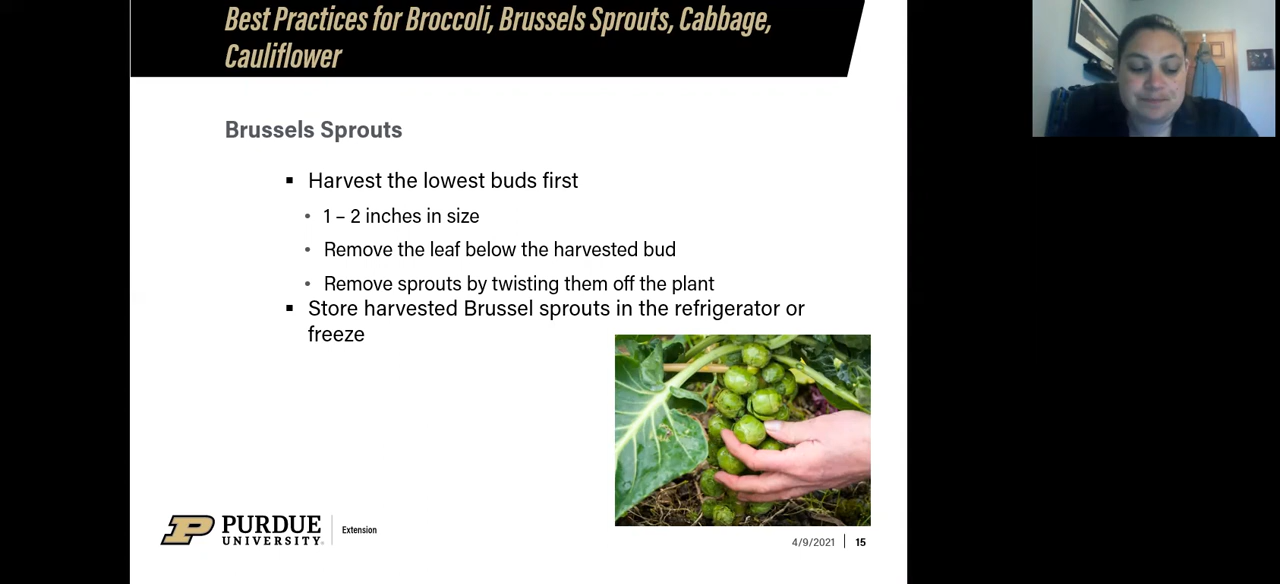 Best Practices for Broccoli, Brussels Sprouts, Cabbage,
Cauliflower
Brussels Sprouts
▪ Harvest the lowest buds first
• 1 – 2 inches in size
• Remove the leaf below the harvested bud
• Remove sprouts by twisting them off the plant
▪ Store harvested Brussel sprouts in the refrigerator or
freeze
P PURDUE UNIVERSITY. | Extension
4/9/2021 | 15